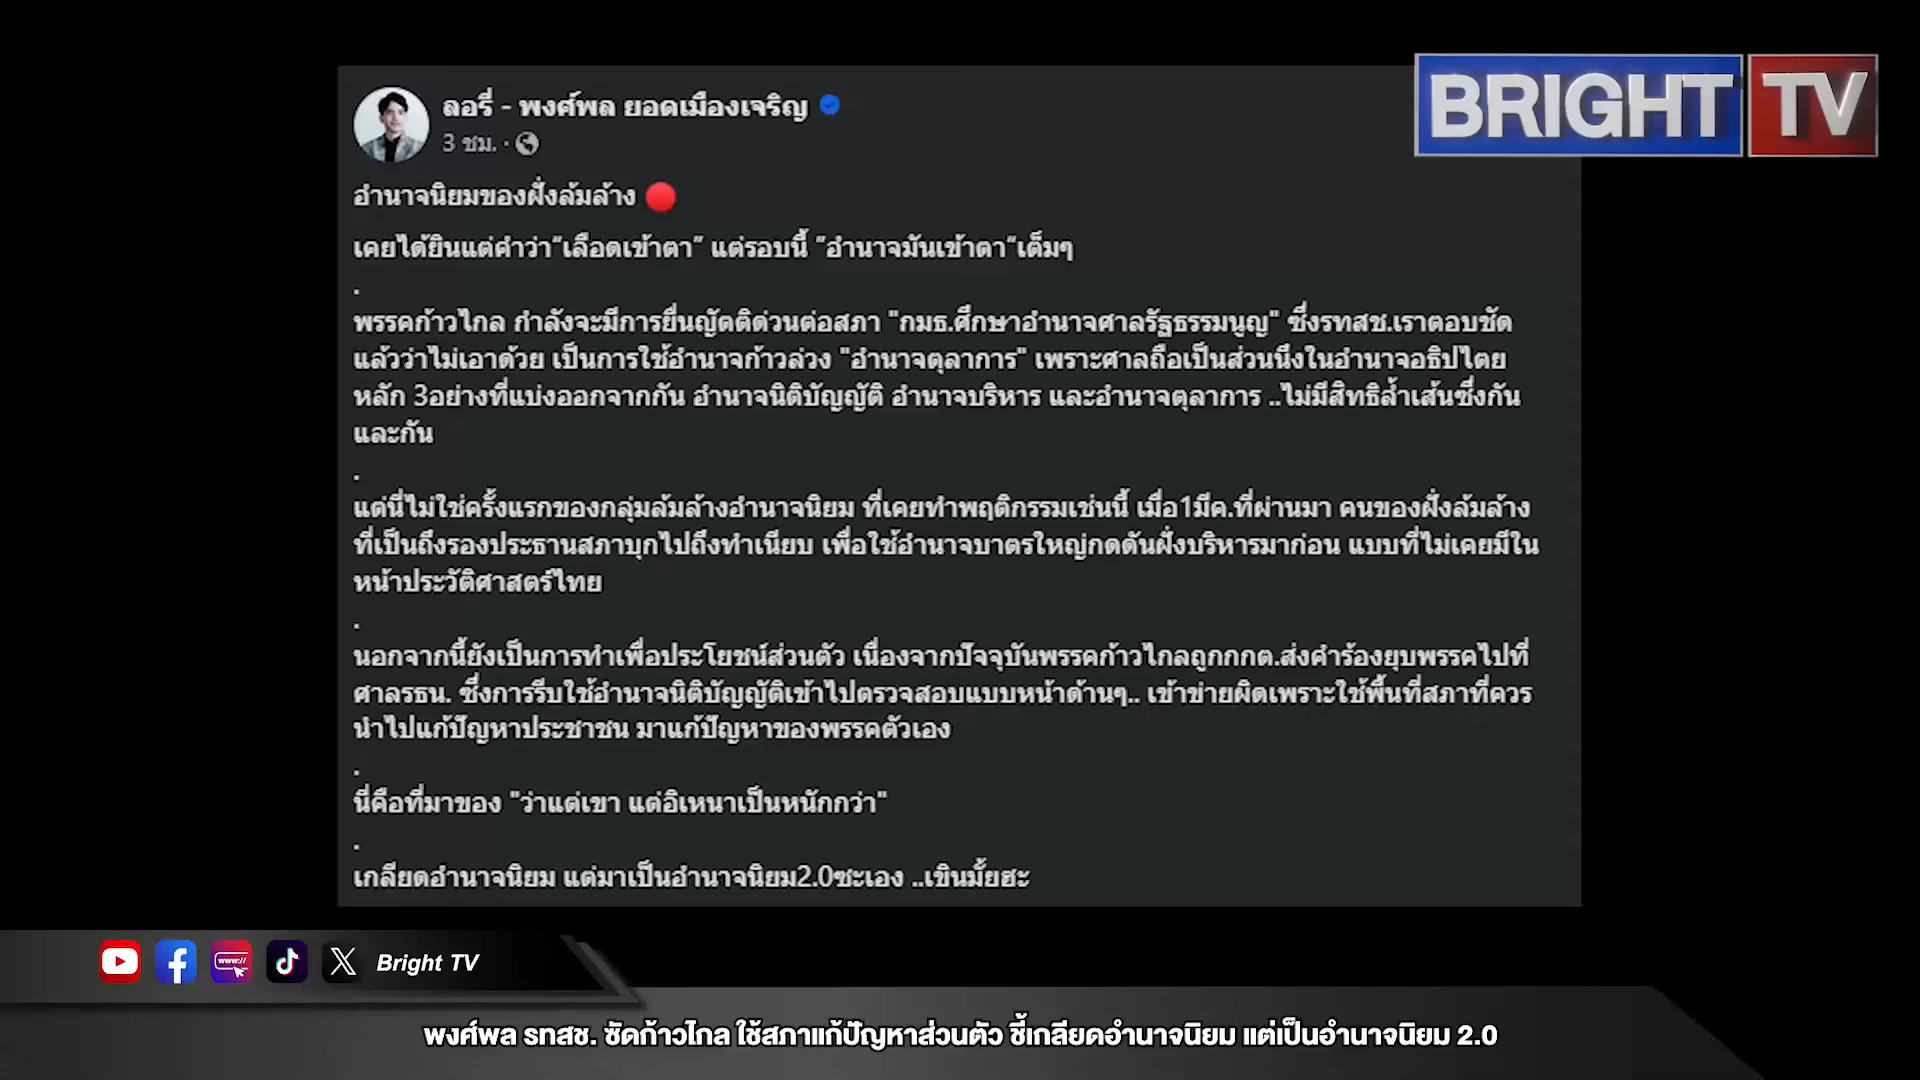 BRIGHT TV
ลอรี่ - พงศ์พล ยอดเมืองเจริญ
3 ชม. ·
อำนาจนิยมของฝั่งล้มล้าง
เคยได้ยินแต่คำว่า“เลือดเข้าตา” แต่รอบนี้ “อำนาจมันเข้าตา”เต็มๆ
.
พรรคก้าวไกล กำลังจะมีการยื่นญัตติด่วนต่อสภา "กมธ.ศึกษาอำนาจศาลรัฐธรรมนูญ" ซึ่งรทสช.เราตอบชัด
แล้วว่าไม่เอาด้วย เป็นการใช้อำนาจก้าวล่วง "อำนาจตุลาการ" เพราะศาลถือเป็นส่วนนึงในอำนาจอธิปไตย
หลัก 3อย่างที่แบ่งออกจากกัน อำนาจนิติบัญญัติ อำนาจบริหาร และอำนาจตุลาการ ..ไม่มีสิทธิล้ำเส้นซึ่งกัน
และกัน
.
แต่นี่ไม่ใช่ครั้งแรกของกลุ่มล้มล้างอำนาจนิยม ที่เคยทำพฤติกรรมเช่นนี้ เมื่อ1มีค.ที่ผ่านมา คนของฝั่งล้มล้าง
ที่เป็นถึงรองประธานสภาบุกไปถึงทำเนียบ เพื่อใช้อำนาจบาตรใหญ่กดดันฝั่งบริหารมาก่อน แบบที่ไม่เคยมีใน
หน้าประวัติศาสตร์ไทย
.
นอกจากนี้ยังเป็นการทำเพื่อประโยชน์ส่วนตัว เนื่องจากปัจจุบันพรรคก้าวไกลถูกกกต.ส่งคำร้องยุบพรรคไปที่
ศาลรธน. ซึ่งการรีบใช้อำนาจนิติบัญญัติเข้าไปตรวจสอบแบบหน้าด้านๆ.. เข้าข่ายผิดเพราะใช้พื้นที่สภาที่ควร
นำไปแก้ปัญหาประชาชน มาแก้ปัญหาของพรรคตัวเอง
.
นี่คือที่มาของ "ว่าแต่เขา แต่อิเหนาเป็นหนักกว่า"
.
เกลียดอำนาจนิยม แต่มาเป็นอำนาจนิยม2.0ซะเอง ..เขินมั้ยฮะ
www://
Bright TV
พงศ์พล รทสช. ซัดก้าวไกล ใช้สภาแก้ปัญหาส่วนตัว ชี้เกลียดอำนาจนิยม แต่เป็นอำนาจนิยม 2.0